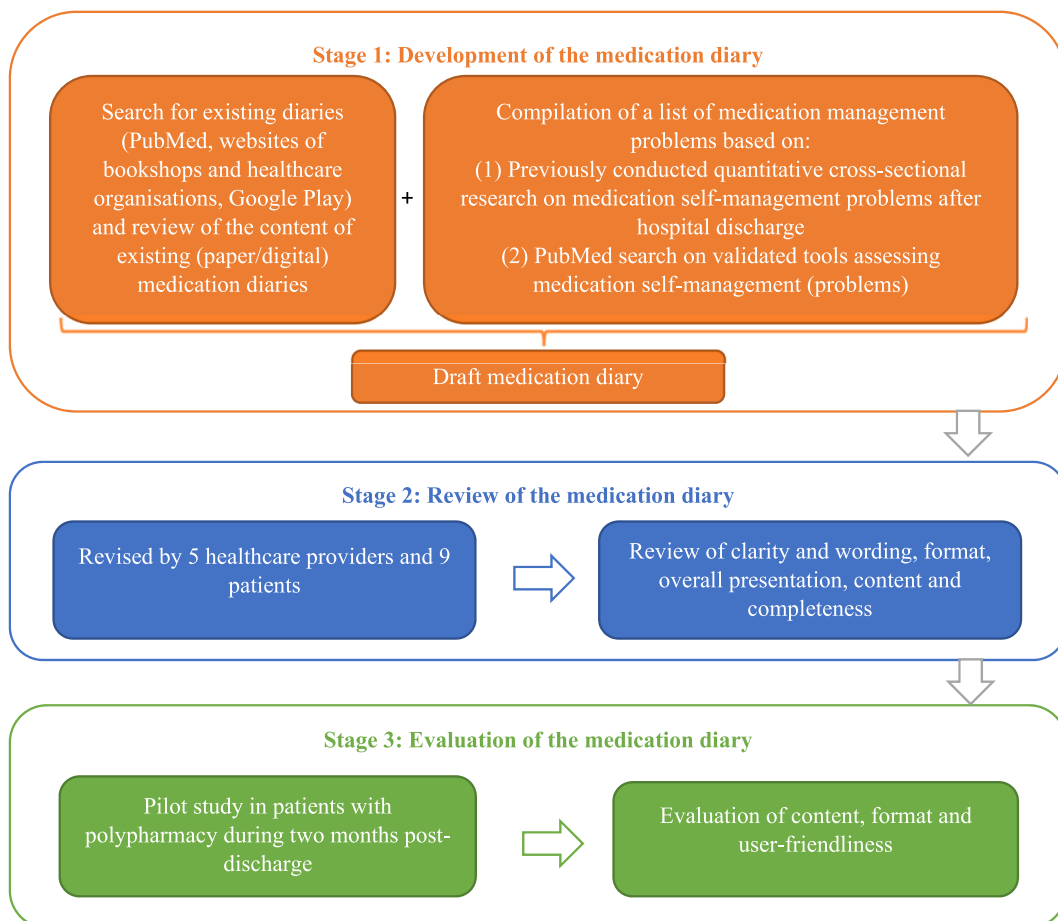 Stage 1: Development of the medication diary
Search for existing diaries
(PubMed, websites of
bookshops and healthcare
organisations, Google Play)
and review of the content of
existing (paper/digital)
medication diaries
+
Compilation of a list of medication management
problems based on:
(1) Previously conducted quantitative cross-sectional
research on medication self-management problems after
hospital discharge
(2) PubMed search on validated tools assessing
medication self-management (problems)
Draft medication diary
Stage 2: Review of the medication diary
Revised by 5 healthcare providers and 9
patients
Review of clarity and wording, format,
overall presentation, content and
completeness
Stage 3: Evaluation of the medication diary
Pilot study in patients with
polypharmacy during two months post-
discharge
Evaluation of content, format and
user-friendliness